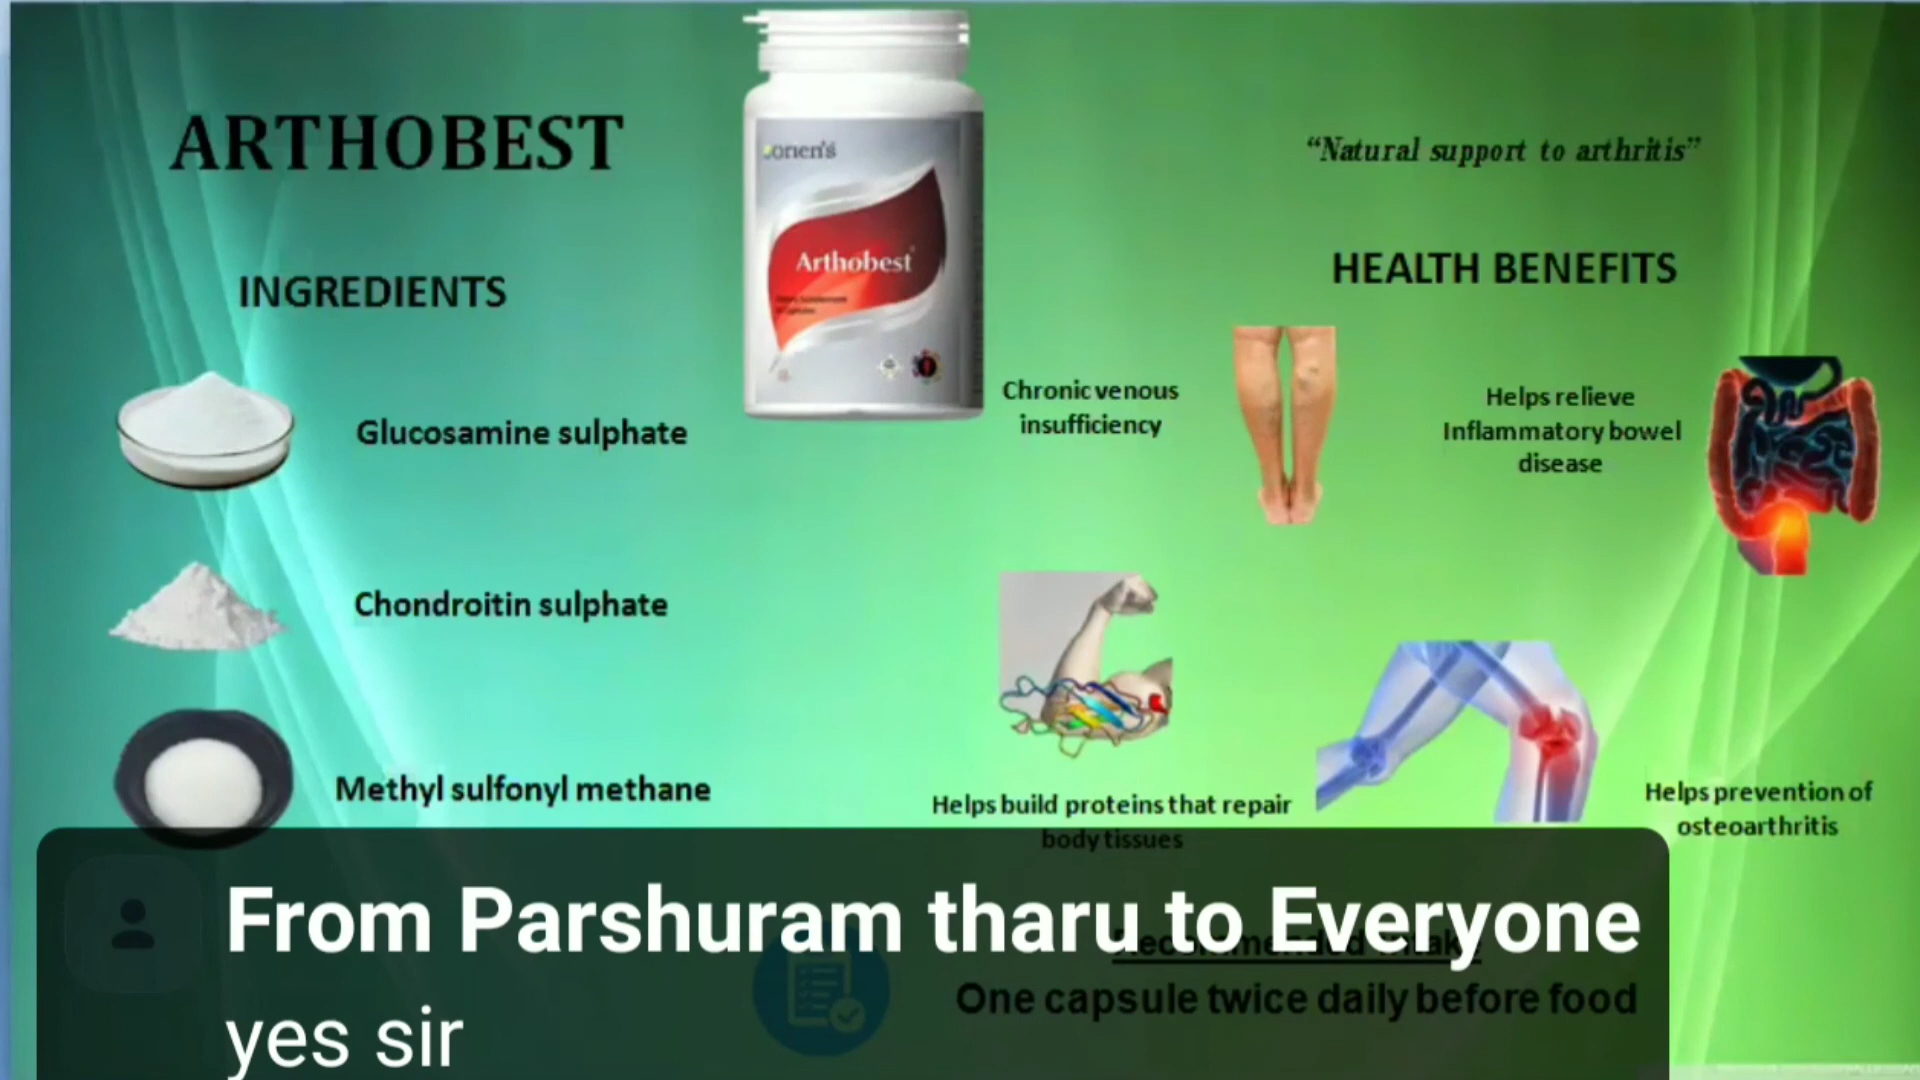 ARTHOBEST
INGREDIENTS
Glucosamine sulphate
Chondroitin sulphate
Methyl sulfonyl methane
Arthobest
"Natural support to arthritis"
HEALTH BENEFITS
Chronic venous
insufficiency
Helps relieve
Inflammatory bowel
disease
Helps build proteins that repair
body tissues
Helps prevention of
osteoarthritis
Recommended Intake
One capsule twice daily before food
From Parshuram tharu to Everyone
yes sir